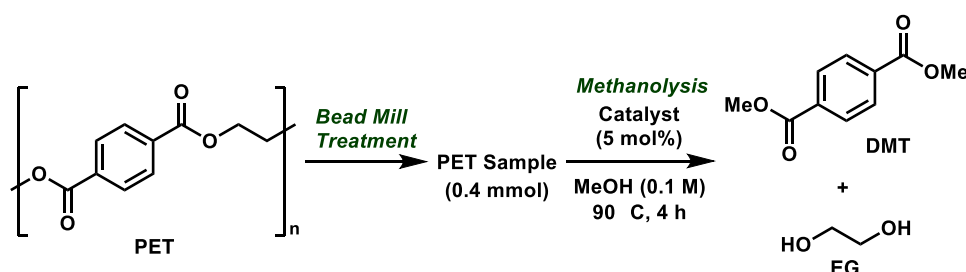 O
O
O
O
n
PET
Bead Mill
Treatment
PET Sample
(0.4 mmol)
Methanolysis
Catalyst
(5 mol%)
MeOH (0.1 M)
90 C, 4 h
O
OMe
MeO
O
DMT
+
HO
OH
EG